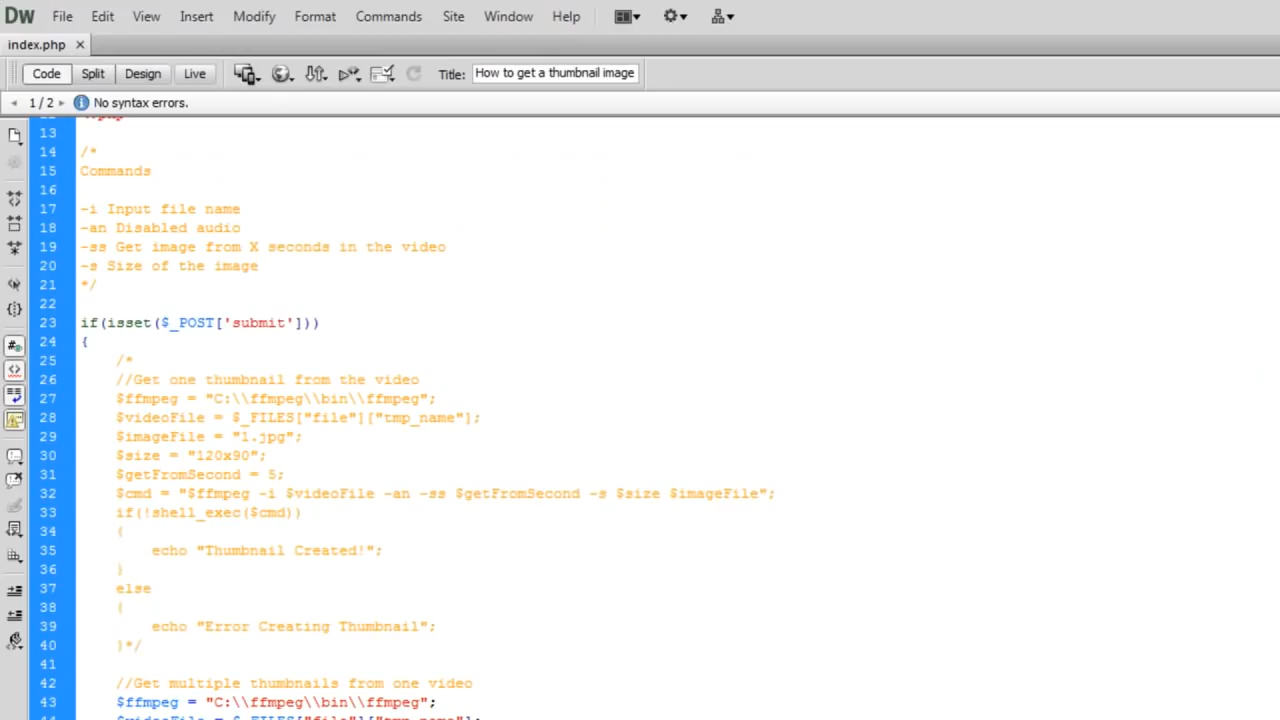 Dw File Edit View Insert Modify Format Commands Site Window Help
index.php
Code Split Design Live Title: How to get a thumbnail image
1 / 2 No syntax errors.
13
14 /*
15 Commands
16
17 -i Input file name
18 -an Disabled audio
19 -ss Get image from X seconds in the video
20 -s Size of the image
21 */
22
23 if(isset($_POST['submit']))
24 {
25 /*
26 //Get one thumbnail from the video
27 $ffmpeg = "C:\\ffmpeg\\bin\\ffmpeg";
28 $videoFile = $_FILES["file"]["tmp_name"];
29 $imageFile = "1.jpg";
30 $size = "120x90";
31 $getFromSecond = 5;
32 $cmd = "$ffmpeg -i $videoFile -an -ss $getFromSecond -s $size $imageFile";
33 if(!shell_exec($cmd))
34 {
35 echo "Thumbnail Created!";
36 }
37 else
38 {
39 echo "Error Creating Thumbnail";
40 }*/
41
42 //Get multiple thumbnails from one video
43 $ffmpeg = "C:\\ffmpeg\\bin\\ffmpeg";